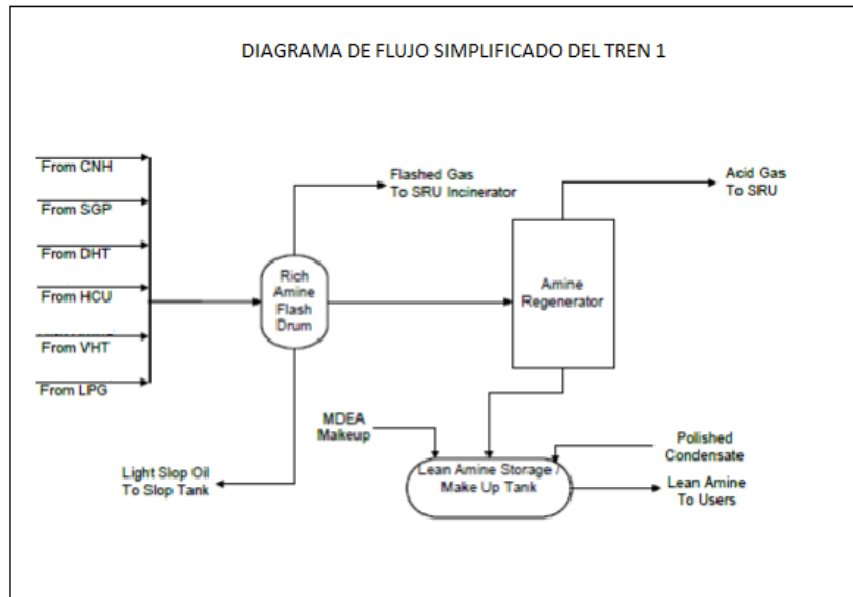 DIAGRAMA DE FLUJO SIMPLIFICADO DEL TREN 1
From CNH
From SGP
From DHT
From HCU
From VHT
From LPG
Flashed Gas
To SRU Incinerator
Acid Gas
To SRU
Rich
Amine
Flash
Drum
Amine
Regenerator
MDEA
Makeup
Polished
Condensate
Light Slop Oil
To Slop Tank
Lean Amine Storage /
Make Up Tank
Lean Amine
To Users